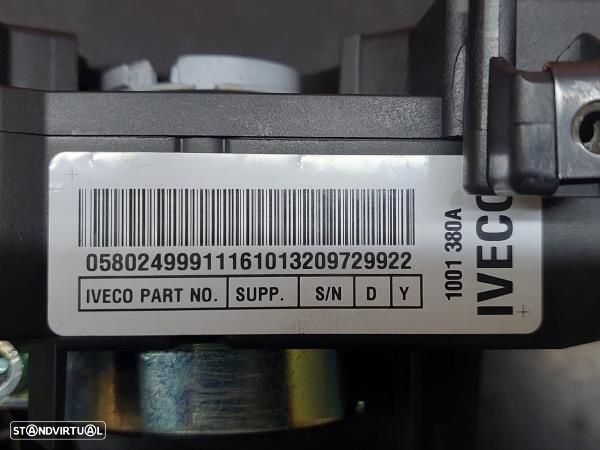 05802499911161013209729922
IVECO PART NO. SUPP. S/N D Y
1001 380A
IVECO
STANDVIRTUAL